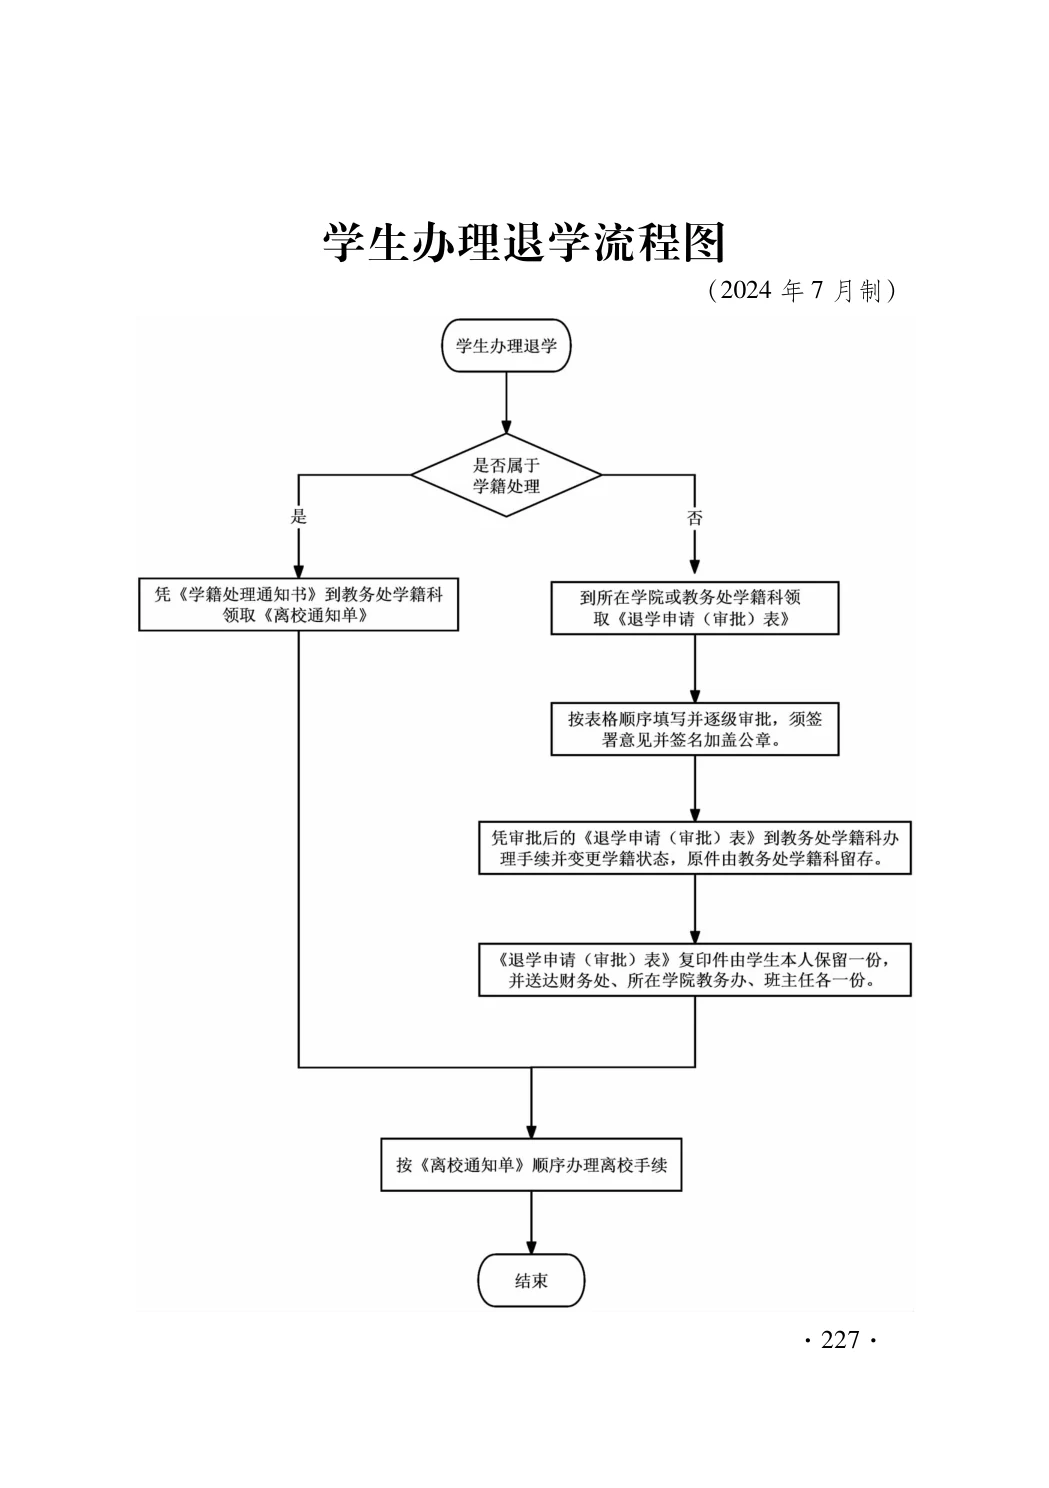 学生办理退学流程图
（2024 年 7 月制）
学生办理退学
是否属于
学籍处理
是
否
凭《学籍处理通知书》到教务处学籍科
领取《离校通知单》
到所在学院或教务处学籍科领
取《退学申请（审批）表》
按表格顺序填写并逐级审批，须签
署意见并签名加盖公章。
凭审批后的《退学申请（审批）表》到教务处学籍科办
理手续并变更学籍状态，原件由教务处学籍科留存。
《退学申请（审批）表》复印件由学生本人保留一份，
并送达财务处、所在学院教务办、班主任各一份。
按《离校通知单》顺序办理离校手续
结束
· 227 ·